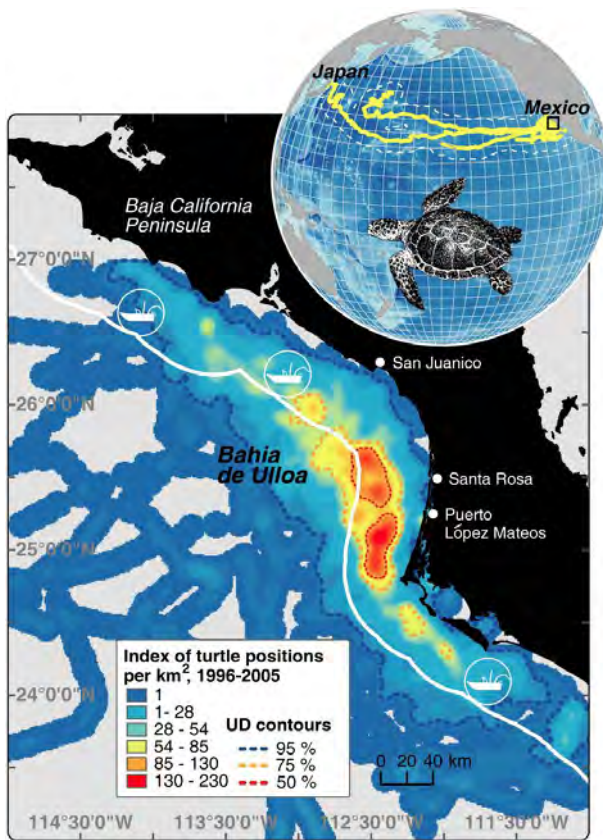 Japan
Mexico
Baja California
Peninsula
27°0'0"N
San Juanico
26°0'0"N
Bahia
de Ulloa
Santa Rosa
Puerto
López Mateos
25°0'0"N
24°0'0"N
Index of turtle positions
per km², 1996-2005
1
1- 28
28 - 54
54 - 85
85 - 130
130 - 230
UD contours
95 %
75 %
50 %
0 20 40 km
114°30'0"W
113°30'0"W
112°30'0"W
111°30'0"W